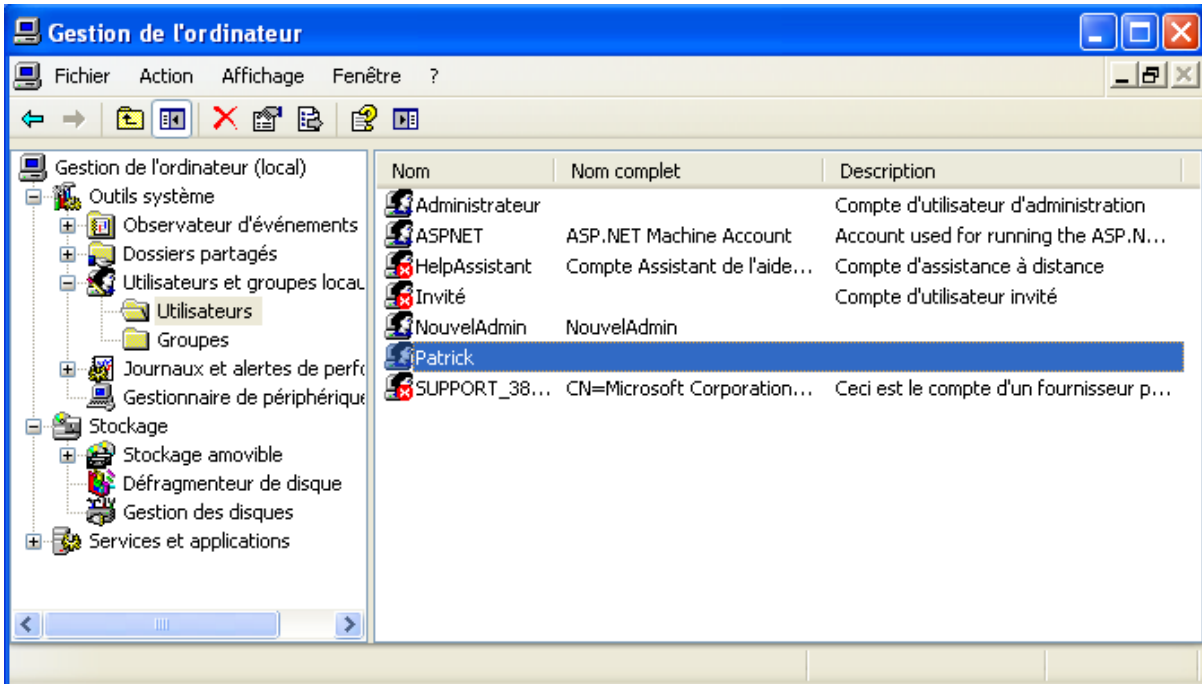 Gestion de l'ordinateur
Fichier Action Affichage Fenêtre ?
Gestion de l'ordinateur (local)
Outils système
Observateur d'événements
Dossiers partagés
Utilisateurs et groupes locau
Utilisateurs
Groupes
Journaux et alertes de perfo
Gestionnaire de périphérique
Stockage
Stockage amovible
Défragmenteur de disque
Gestion des disques
Services et applications
Nom Nom complet Description
Administrateur Compte d'utilisateur d'administration
ASPNET ASP.NET Machine Account Account used for running the ASP.N...
HelpAssistant Compte Assistant de l'aide... Compte d'assistance à distance
Invité Compte d'utilisateur invité
NouvelAdmin NouvelAdmin
Patrick
SUPPORT_38... CN=Microsoft Corporation... Ceci est le compte d'un fournisseur p...